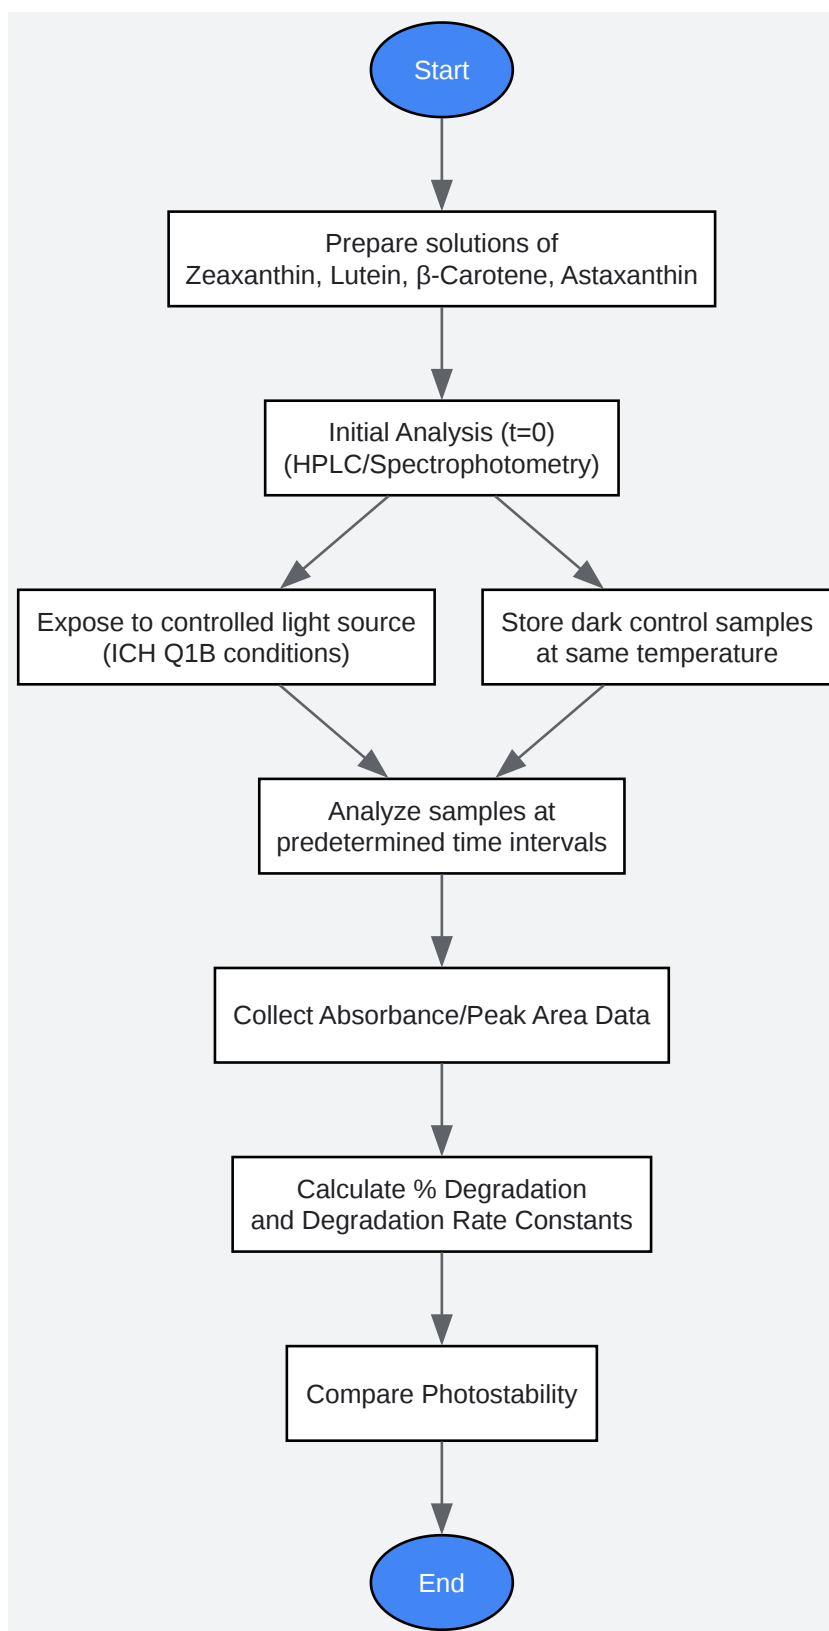 Start
Prepare solutions of
Zeaxanthin, Lutein, β-Carotene, Astaxanthin
Initial Analysis (t=0)
(HPLC/Spectrophotometry)
Expose to controlled light source
(ICH Q1B conditions)
Store dark control samples
at same temperature
Analyze samples at
predetermined time intervals
Collect Absorbance/Peak Area Data
Calculate % Degradation
and Degradation Rate Constants
Compare Photostability
End